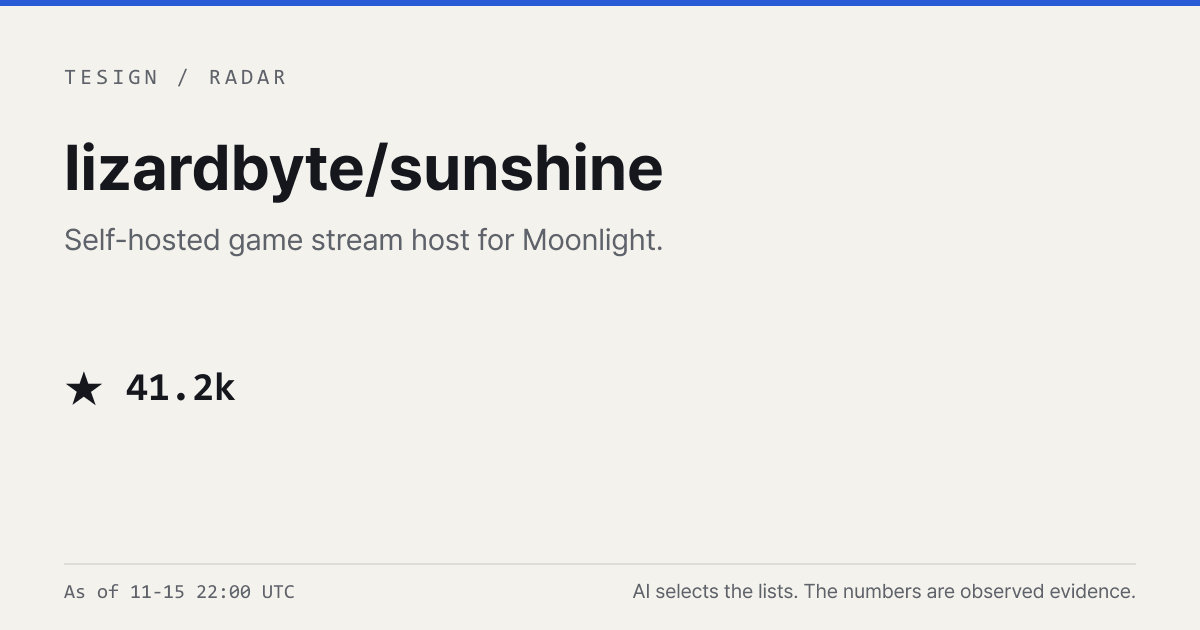 TESIGN / RADAR
lizardbyte/sunshine
Self-hosted game stream host for Moonlight.
★ 41.2k
As of 11-15 22:00 UTC
AI selects the lists. The numbers are observed evidence.